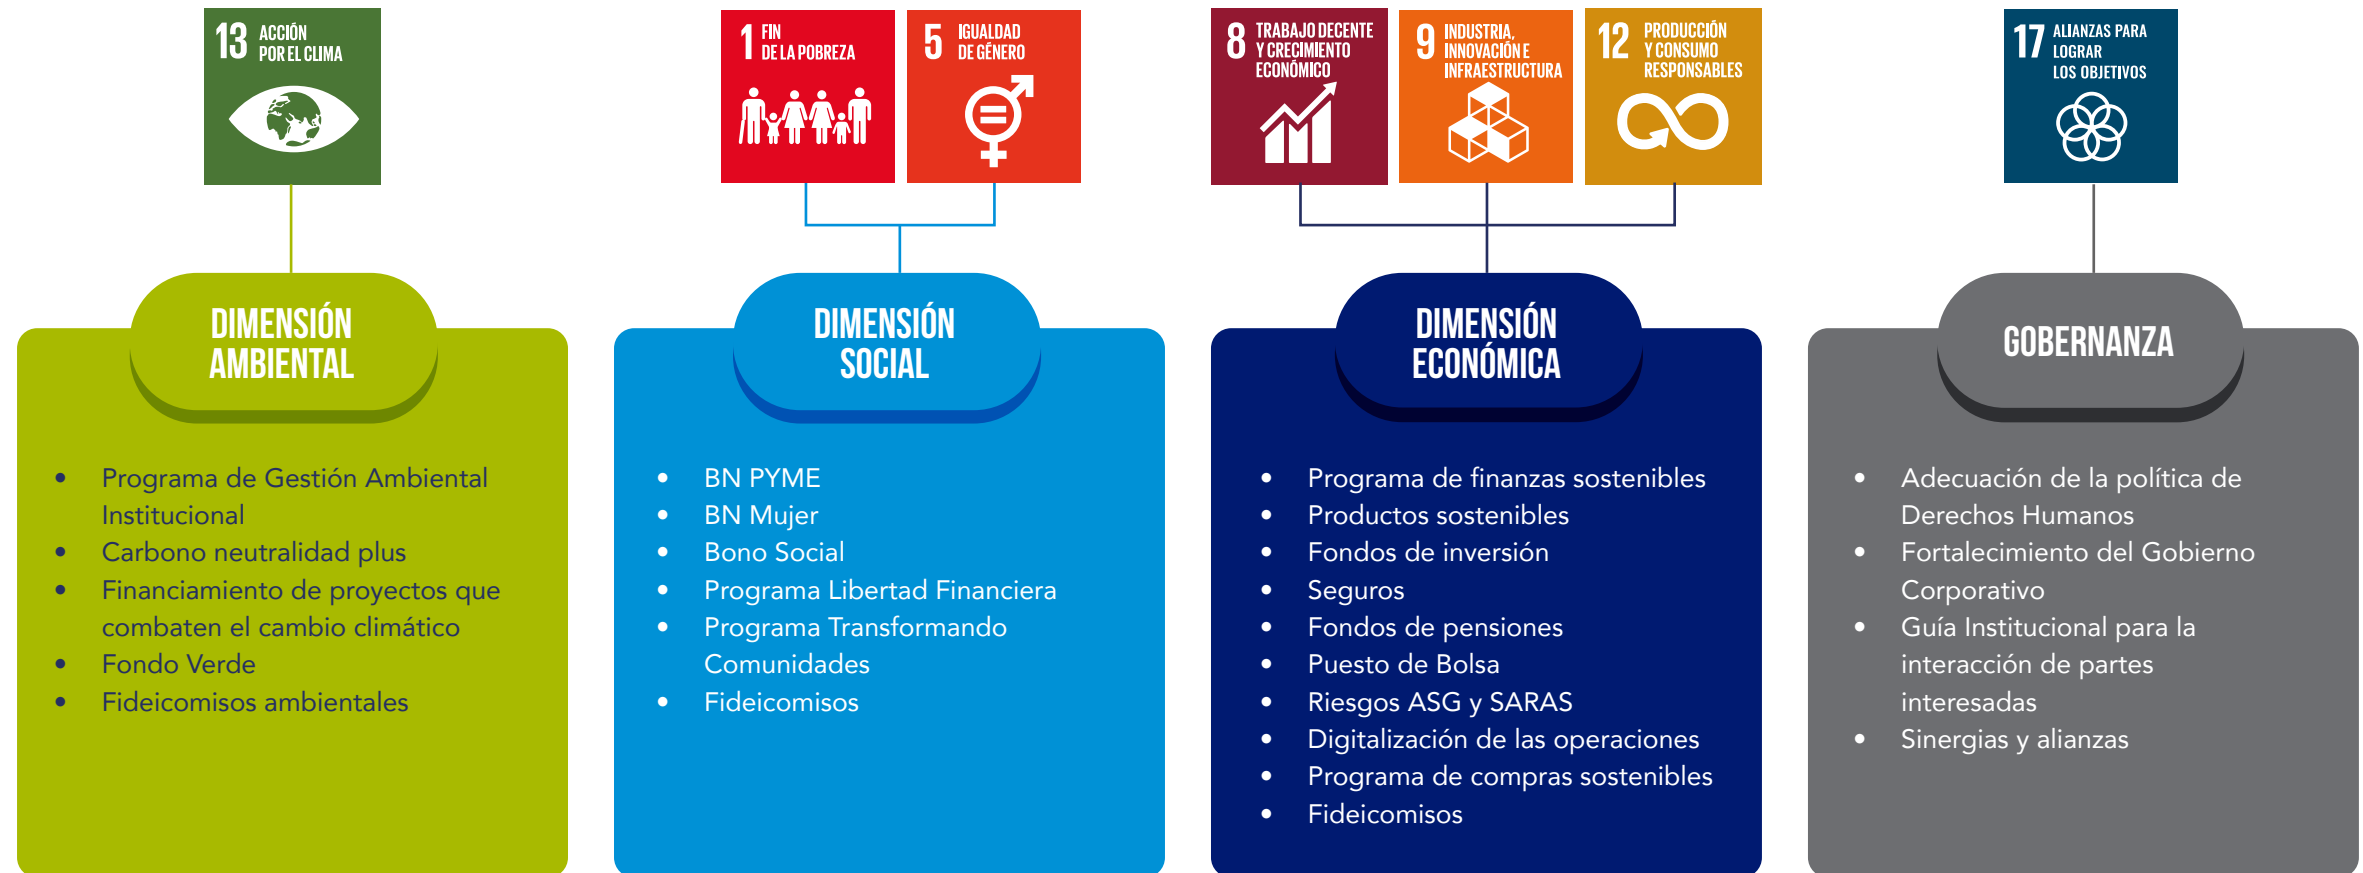 13 ACCIÓN
POR EL CLIMA
1 FIN
DE LA POBREZA
5 IGUALDAD
DE GÉNERO
8 TRABAJO DECENTE
Y CRECIMIENTO
ECONÓMICO
9 INDUSTRIA,
INNOVACIÓN E
INFRAESTRUCTURA
12 PRODUCCIÓN
Y CONSUMO
RESPONSABLES
17 ALIANZAS PARA
LOGRAR
LOS OBJETIVOS
DIMENSIÓN
AMBIENTAL
• Programa de Gestión Ambiental
Institucional
• Carbono neutralidad plus
• Financiamiento de proyectos que
combaten el cambio climático
• Fondo Verde
• Fideicomisos ambientales
DIMENSIÓN
SOCIAL
• BN PYME
• BN Mujer
• Bono Social
• Programa Libertad Financiera
• Programa Transformando
Comunidades
• Fideicomisos
DIMENSIÓN
ECONÓMICA
• Programa de finanzas sostenibles
• Productos sostenibles
• Fondos de inversión
• Seguros
• Fondos de pensiones
• Puesto de Bolsa
• Riesgos ASG y SARAS
• Digitalización de las operaciones
• Programa de compras sostenibles
• Fideicomisos
GOBERNANZA
• Adecuación de la política de
Derechos Humanos
• Fortalecimiento del Gobierno
Corporativo
• Guía Institucional para la
interacción de partes
interesadas
• Sinergias y alianzas